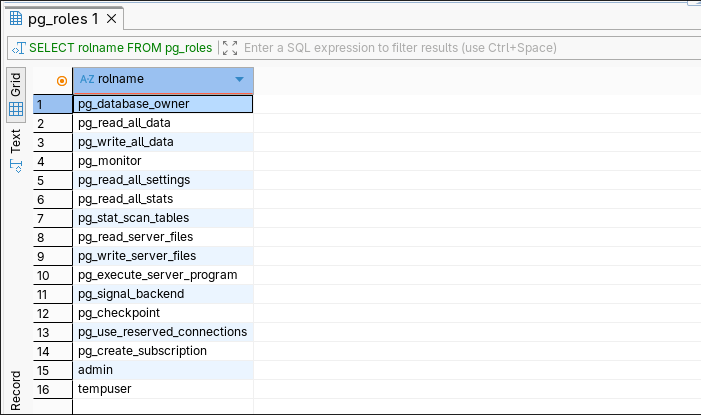 pg_roles 1
SELECT rolname FROM pg_roles Enter a SQL expression to filter results (use Ctrl+Space)
Grid
Text
Record
A-Z rolname
1 pg_database_owner
2 pg_read_all_data
3 pg_write_all_data
4 pg_monitor
5 pg_read_all_settings
6 pg_read_all_stats
7 pg_stat_scan_tables
8 pg_read_server_files
9 pg_write_server_files
10 pg_execute_server_program
11 pg_signal_backend
12 pg_checkpoint
13 pg_use_reserved_connections
14 pg_create_subscription
15 admin
16 tempuser